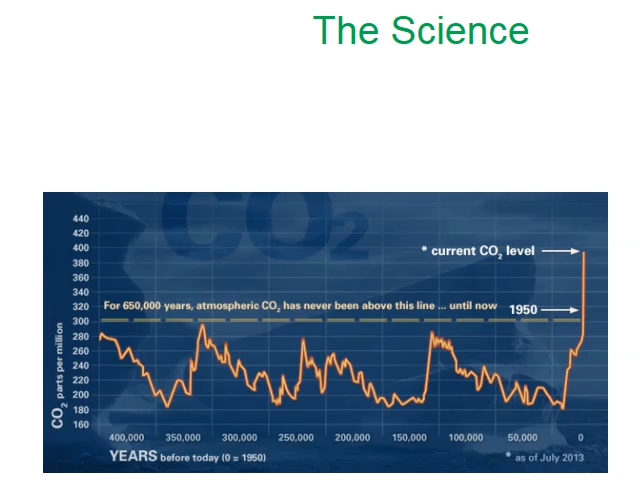 The Science
CO2
440
420
400
* current CO2 level
380
360
340
For 650,000 years, atmospheric CO2 has never been above this line ... until now
1950
320
300
280
260
240
220
200
180
160
CO2 parts per million
400,000 350,000 300,000 250,000 200,000 150,000 100,000 50,000 0
YEARS before today (0 = 1950)
* as of July 2013